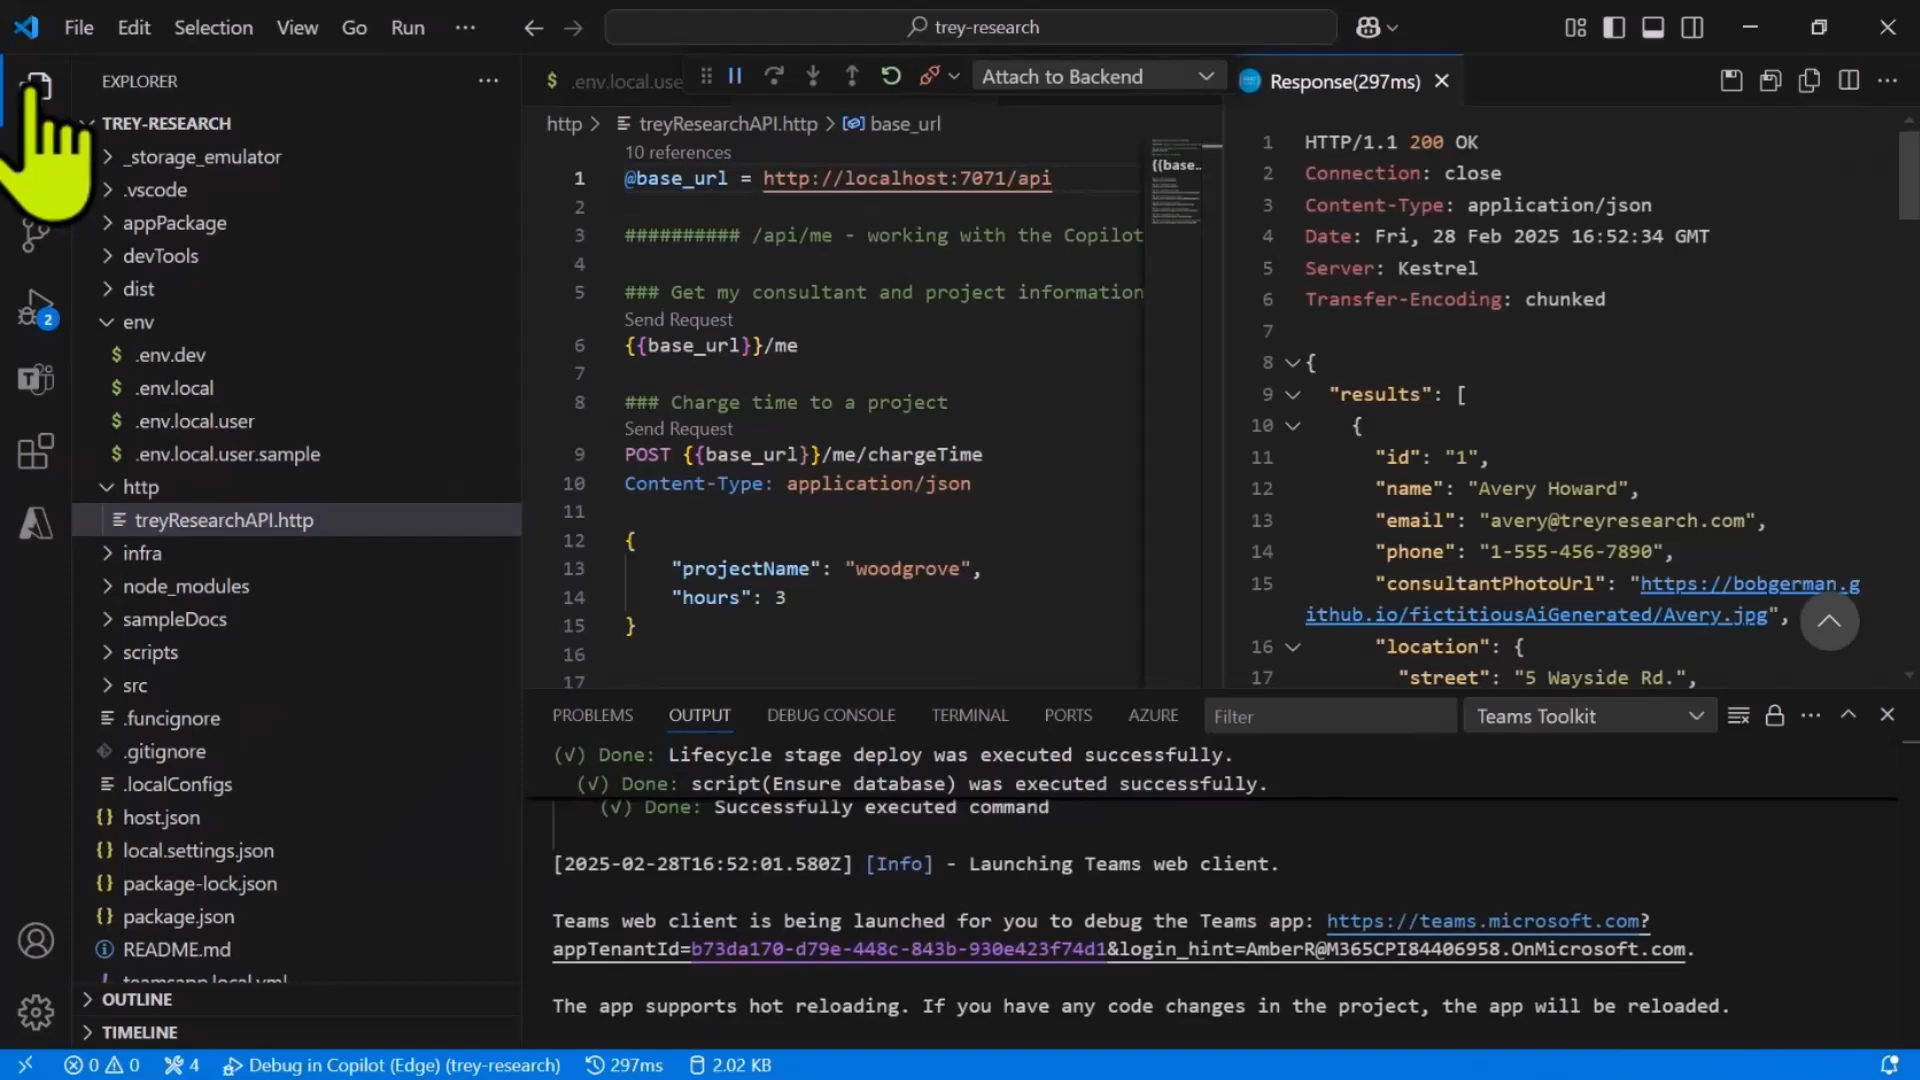 File Edit Selection View Go Run ··· trey-research
EXPLORER ···
TREY-RESEARCH
_storage_emulator
.vscode
appPackage
devTools
dist
env
$ .env.dev
$ .env.local
$ .env.local.user
$ .env.local.user.sample
http
treyResearchAPI.http
infra
node_modules
sampleDocs
scripts
src
.funcignore
.gitignore
.localConfigs
{} host.json
{} local.settings.json
{} package-lock.json
{} package.json
README.md
! teamsapp.local.yml
OUTLINE
TIMELINE
2
$ .env.local.use
Attach to Backend
http > treyResearchAPI.http > base_url
10 references
1 @base_url = http://localhost:7071/api
2
3 ########## /api/me - working with the Copilot
4
5 ### Get my consultant and project information
Send Request
6 {{base_url}}/me
7
8 ### Charge time to a project
Send Request
9 POST {{base_url}}/me/chargeTime
10 Content-Type: application/json
11
12 {
13 "projectName": "woodgrove",
14 "hours": 3
15 }
16
17
{{base..
Response(297ms)
1 HTTP/1.1 200 OK
2 Connection: close
3 Content-Type: application/json
4 Date: Fri, 28 Feb 2025 16:52:34 GMT
5 Server: Kestrel
6 Transfer-Encoding: chunked
7
8 {
9 "results": [
10 {
11 "id": "1",
12 "name": "Avery Howard",
13 "email": "avery@treyresearch.com",
14 "phone": "1-555-456-7890",
15 "consultantPhotoUrl": "https://bobgerman.g
ithub.io/fictitiousAiGenerated/Avery.jpg",
16 "location": {
17 "street": "5 Wayside Rd.",
PROBLEMS OUTPUT DEBUG CONSOLE TERMINAL PORTS AZURE Filter Teams Toolkit
(√) Done: Lifecycle stage deploy was executed successfully.
(√) Done: script(Ensure database) was executed successfully.
(√) Done: Successfully executed command
[2025-02-28T16:52:01.580Z] [Info] - Launching Teams web client.
Teams web client is being launched for you to debug the Teams app: https://teams.microsoft.com?
appTenantId=b73da170-d79e-448c-843b-930e423f74d1&login_hint=AmberR@M365CPI84406958.OnMicrosoft.com.
The app supports hot reloading. If you have any code changes in the project, the app will be reloaded.
0 0 4 Debug in Copilot (Edge) (trey-research) 297ms 2.02 KB